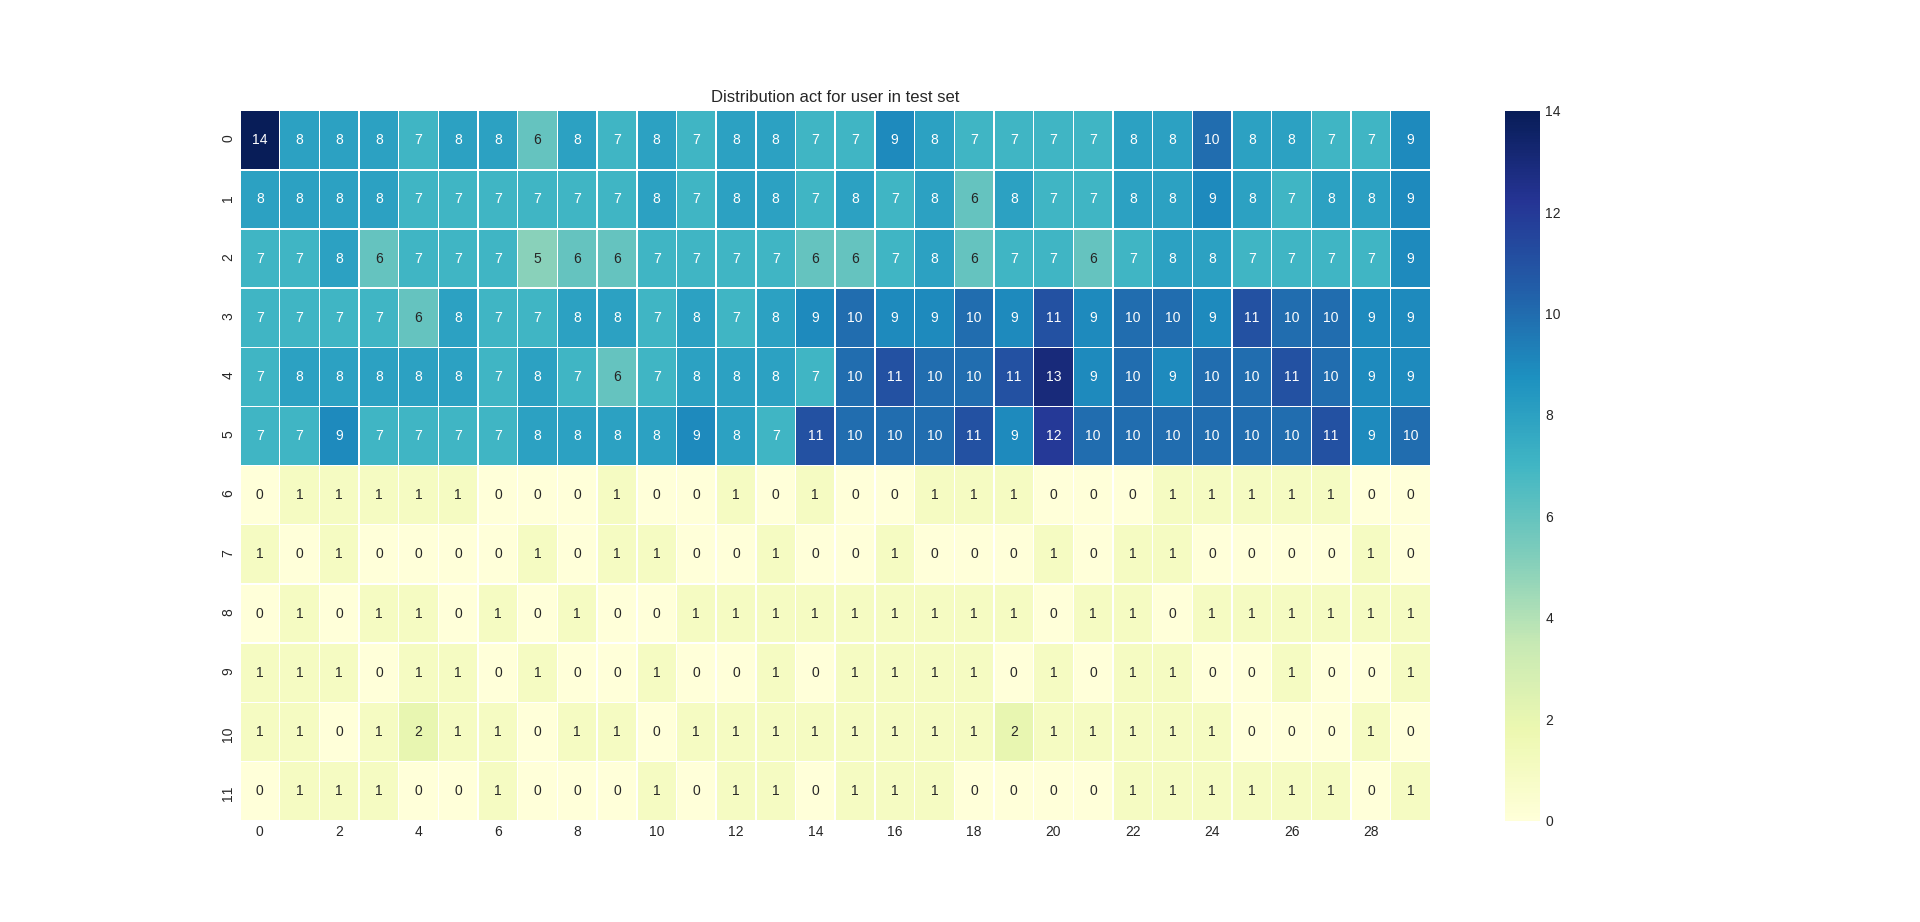 Distribution act for user in test set
0 14 8 8 8 7 8 8 6 8 7 8 7 8 8 7 7 9 8 7 7 7 7 8 8 10 8 8 7 7 9
1 8 8 8 8 7 7 7 7 7 7 8 7 8 8 7 8 7 8 6 8 7 7 8 8 9 8 7 8 8 9
2 7 7 8 6 7 7 7 5 6 6 7 7 7 7 6 6 7 8 6 7 7 6 7 8 8 7 7 7 7 9
3 7 7 7 7 6 8 7 7 8 8 7 8 7 8 9 10 9 9 10 9 11 9 10 10 9 11 10 10 9 9
4 7 8 8 8 8 8 7 8 7 6 7 8 8 8 7 10 11 10 10 11 13 9 10 9 10 10 11 10 9 9
5 7 7 9 7 7 7 7 8 8 8 8 9 8 7 11 10 10 10 11 9 12 10 10 10 10 10 10 11 9 10
6 0 1 1 1 1 1 0 0 0 1 0 0 1 0 1 0 0 1 1 1 0 0 0 1 1 1 1 1 0 0
7 1 0 1 0 0 0 0 1 0 1 1 0 0 1 0 0 1 0 0 0 1 0 1 1 0 0 0 0 1 0
8 0 1 0 1 1 0 1 0 1 0 0 1 1 1 1 1 1 1 1 1 0 1 1 0 1 1 1 1 1 1
9 1 1 1 0 1 1 0 1 0 0 1 0 0 1 0 1 1 1 1 0 1 0 1 1 0 0 1 0 0 1
10 1 1 0 1 2 1 1 0 1 1 0 1 1 1 1 1 1 1 1 2 1 1 1 1 1 0 0 0 1 0
11 0 1 1 1 0 0 1 0 0 0 1 0 1 1 0 1 1 1 0 0 0 0 1 1 1 1 1 1 0 1
0 2 4 6 8 10 12 14 16 18 20 22 24 26 28
14
12
10
8
6
4
2
0